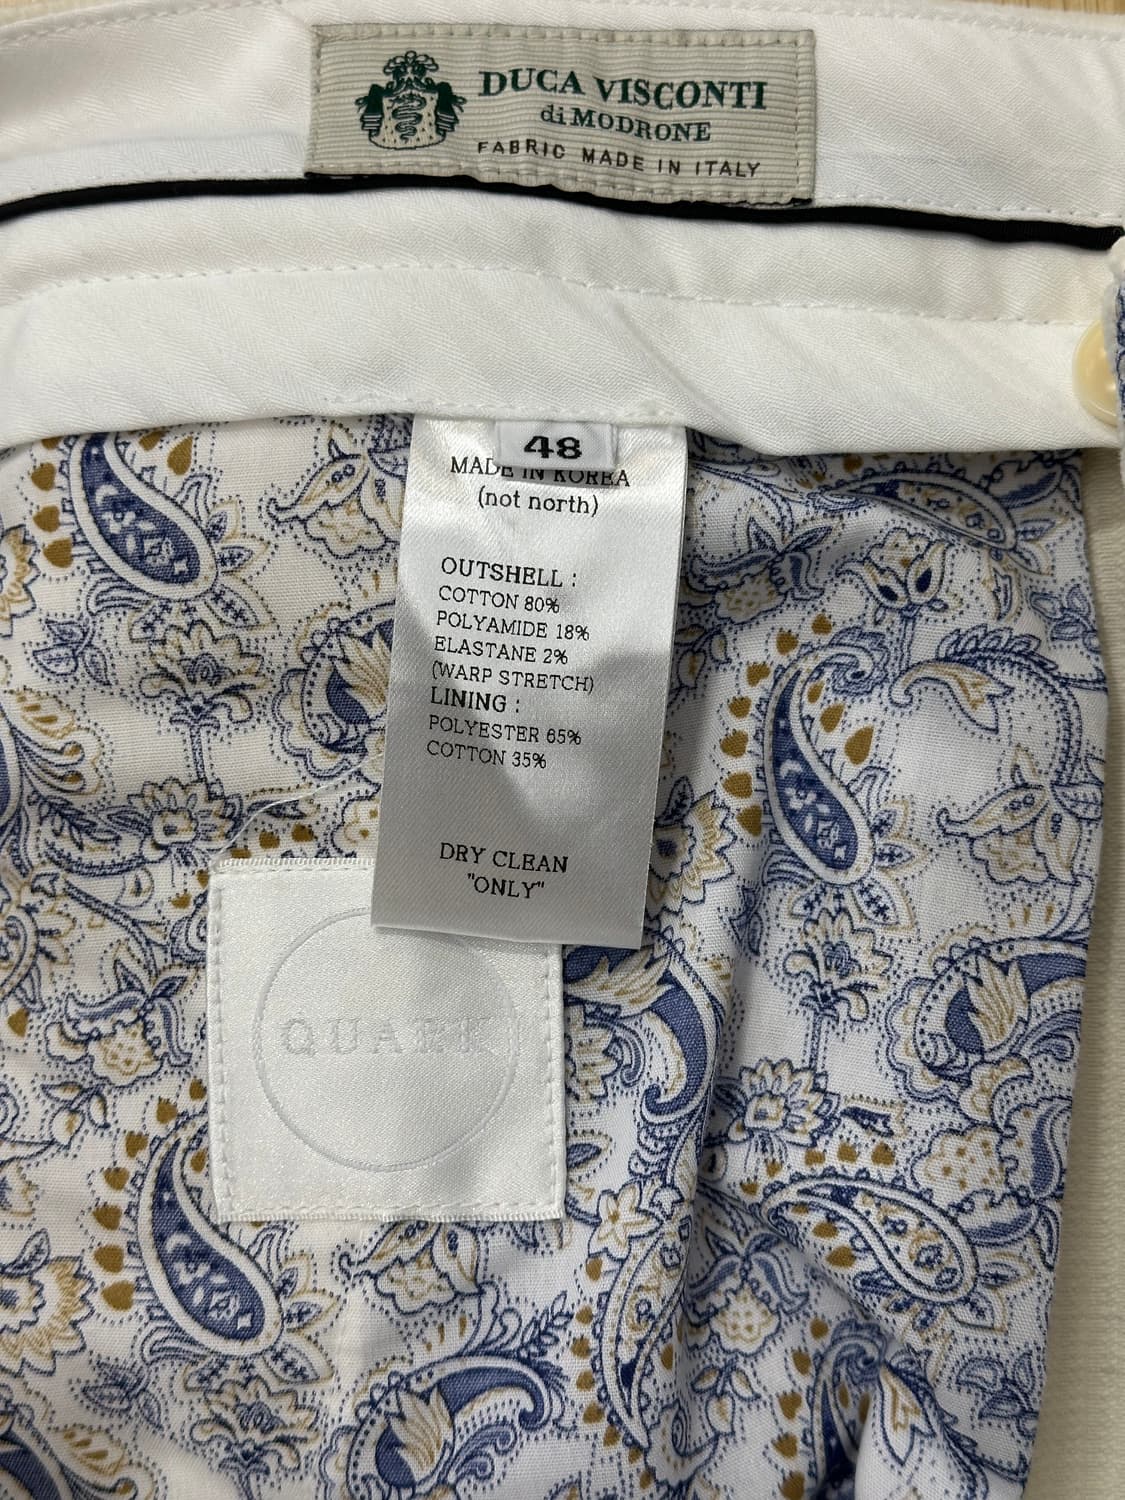 DUCA VISCONTI
di MODRONE
FABRIC MADE IN ITALY
48
MADE IN KOREA
(not north)
OUTSHELL :
COTTON 80%
POLYAMIDE 18%
ELASTANE 2%
(WARP STRETCH)
LINING :
POLYESTER 65%
COTTON 35%
DRY CLEAN
"ONLY"
QUARK